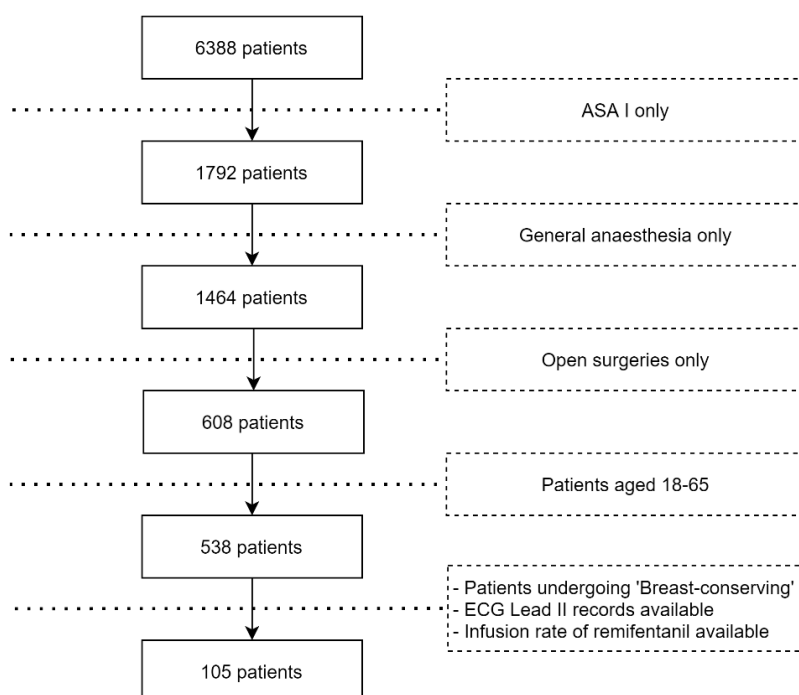 6388 patients
ASA I only
1792 patients
General anaesthesia only
1464 patients
Open surgeries only
608 patients
Patients aged 18-65
538 patients
- Patients undergoing 'Breast-conserving'
- ECG Lead II records available
- Infusion rate of remifentanil available
105 patients